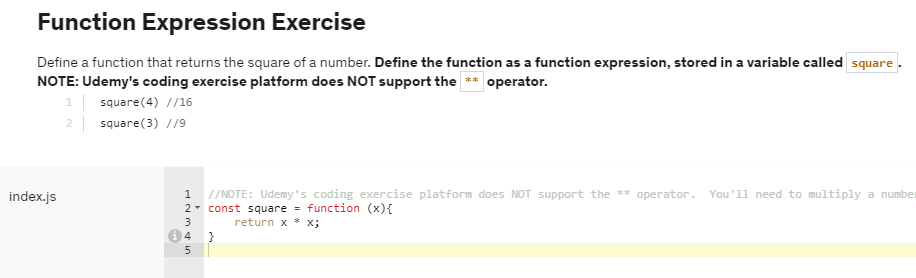 Function Expression Exercise
Define a function that returns the square of a number. Define the function as a function expression, stored in a variable called square.
NOTE: Udemy's coding exercise platform does NOT support the ** operator.
1 square(4) //16
2 square(3) //9
index.js
1 //NOTE: Udemy's coding exercise platform does NOT support the ** operator. You'll need to multiply a
2 const square = function (x){
3 return x * x;
4 }
5